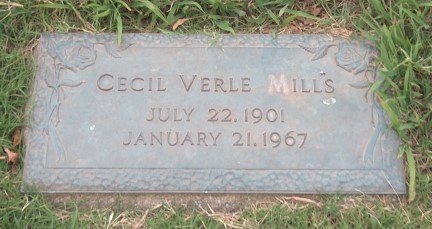 CECIL VERLE MILLS
JULY 22, 1901
JANUARY 21, 1967